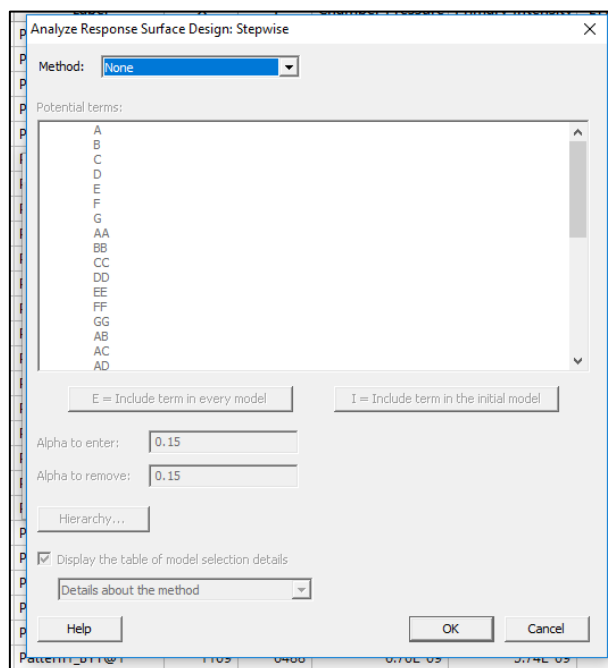 Analyze Response Surface Design: Stepwise
Method: None
Potential terms:
A
B
C
D
E
F
G
AA
BB
CC
DD
EE
FF
GG
AB
AC
AD
E = Include term in every model I = Include term in the initial model
Alpha to enter: 0.15
Alpha to remove: 0.15
Hierarchy...
Display the table of model selection details
Details about the method
Help OK Cancel